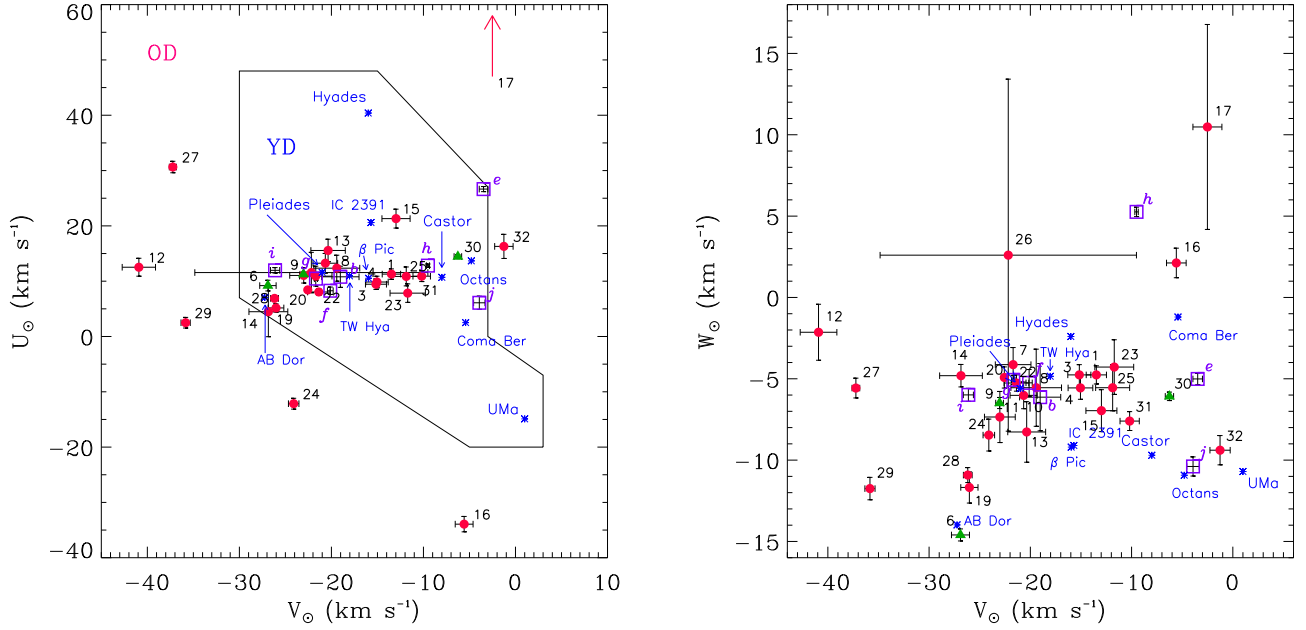 60
40
20
0
−20
−40
U⊙ (km s⁻¹)
OD
17
Hyades
YD
27
e
Pleiades
IC 2391
15
Castor
13
β Pic
32
12
i
9
g
18
b
4
1
25
h
30
6
Octans
28
20
22
3
23
31
j
29
14
19
f
TW Hya
Coma Ber
AB Dor
24
UMa
16
−40
−30
−20
−10
0
10
V⊙ (km s⁻¹)
15
10
5
0
−5
−10
−15
W⊙ (km s⁻¹)
17
h
26
16
12
Hyades
Coma Ber
Pleiades
7
TW Hya
1
23
14
20
22
f
3
e
27
i
9
g
8
b
4
25
30
24
11
10
15
31
13
IC 2391
Castor
32
28
β Pic
j
29
19
Octans
UMa
6
AB Dor
−40
−30
−20
−10
0
V⊙ (km s⁻¹)